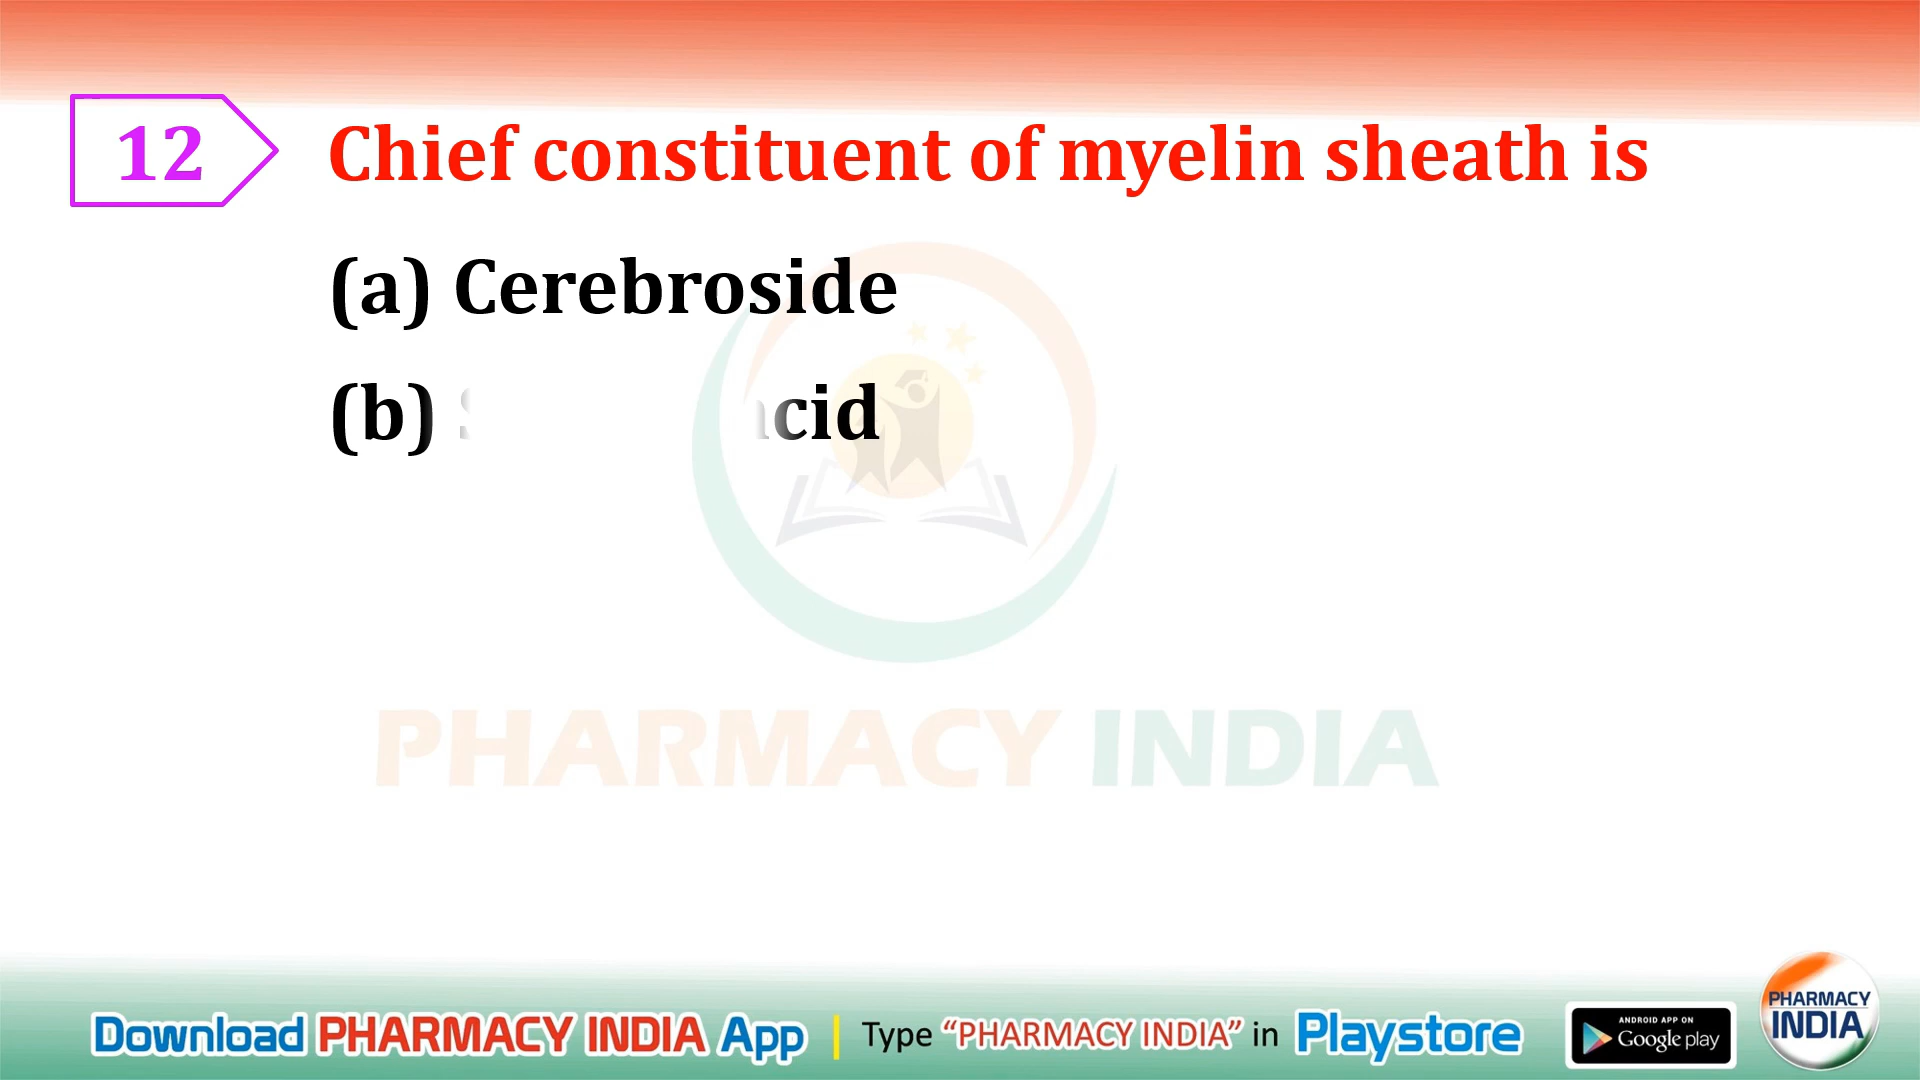 12 Chief constituent of myelin sheath is
(a) Cerebroside
(b)
PHARMACY INDIA
Download PHARMACY INDIA App | Type “PHARMACY INDIA” in Playstore
ANDROID APP ON
Google play
PHARMACY
INDIA